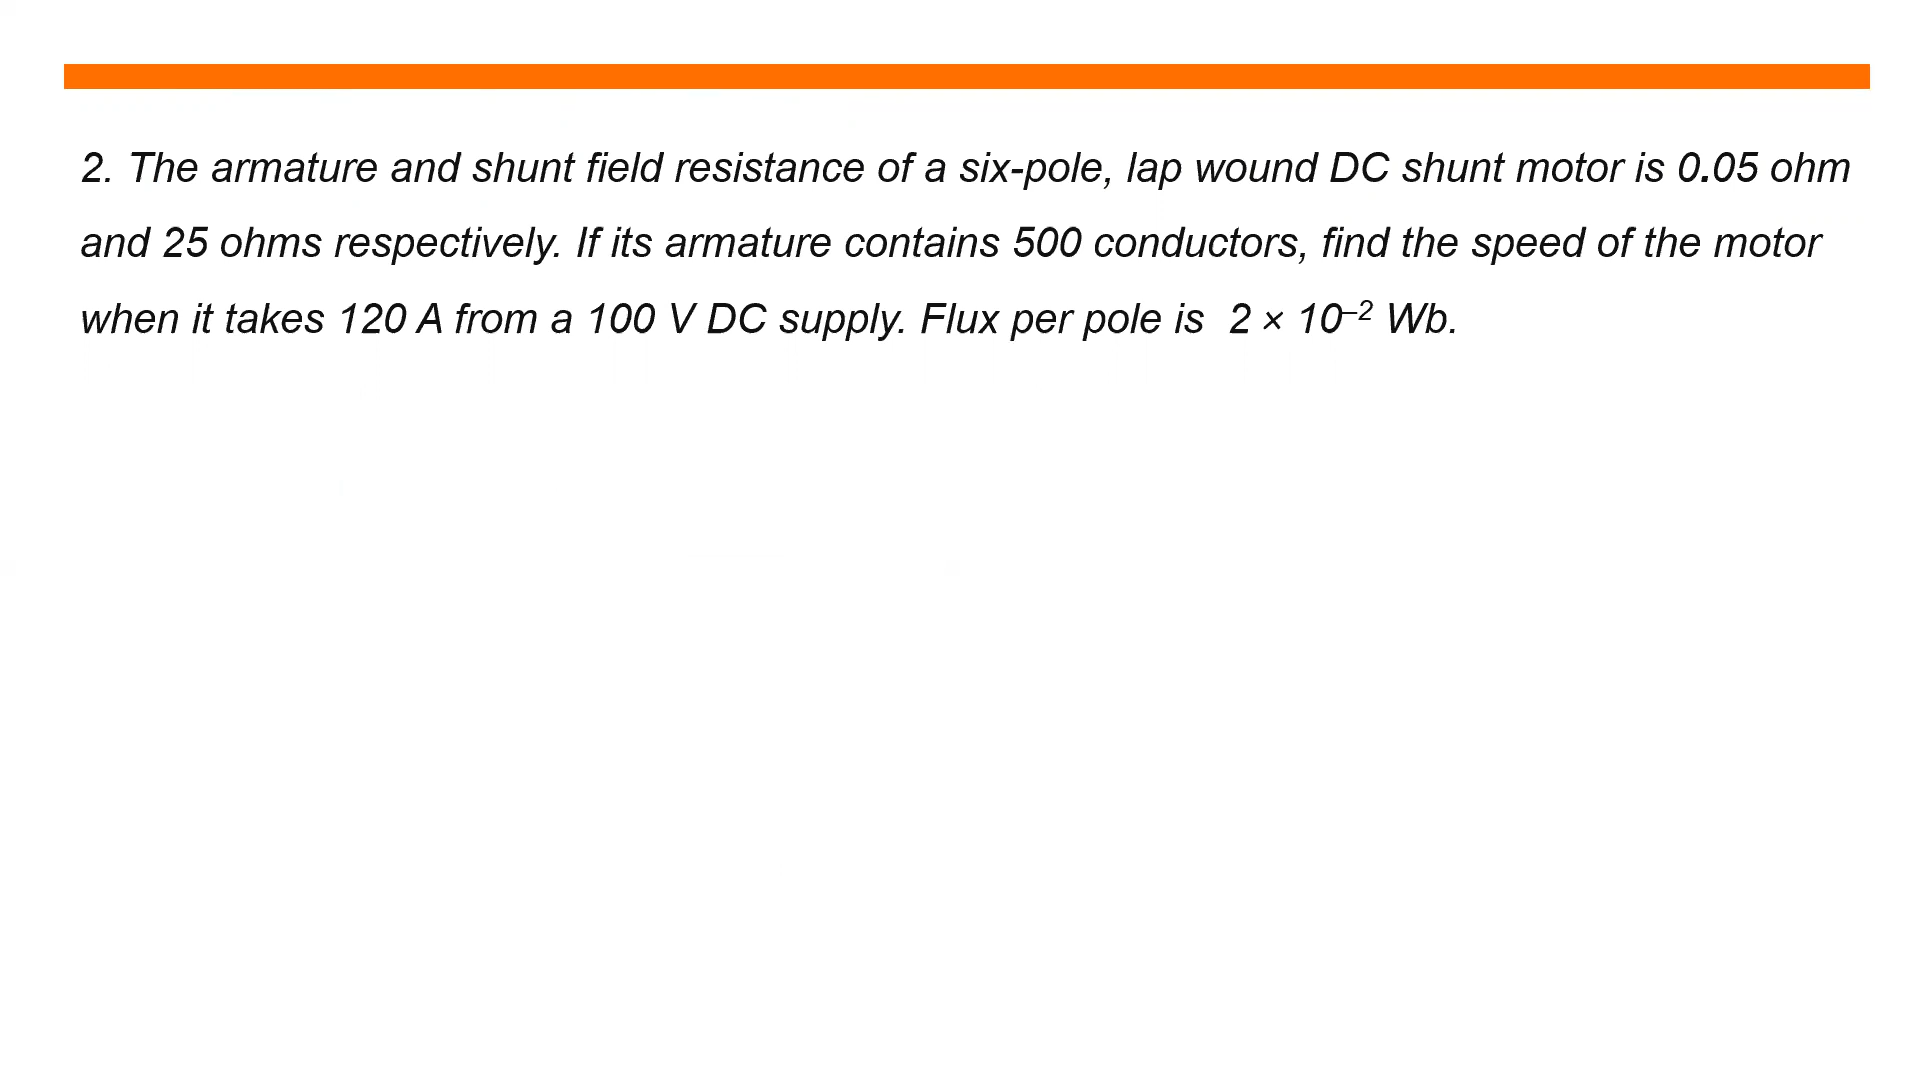 2. The armature and shunt field resistance of a six-pole, lap wound DC shunt motor is 0.05 ohm
and 25 ohms respectively. If its armature contains 500 conductors, find the speed of the motor
when it takes 120 A from a 100 V DC supply. Flux per pole is 2 × 10⁻² Wb.